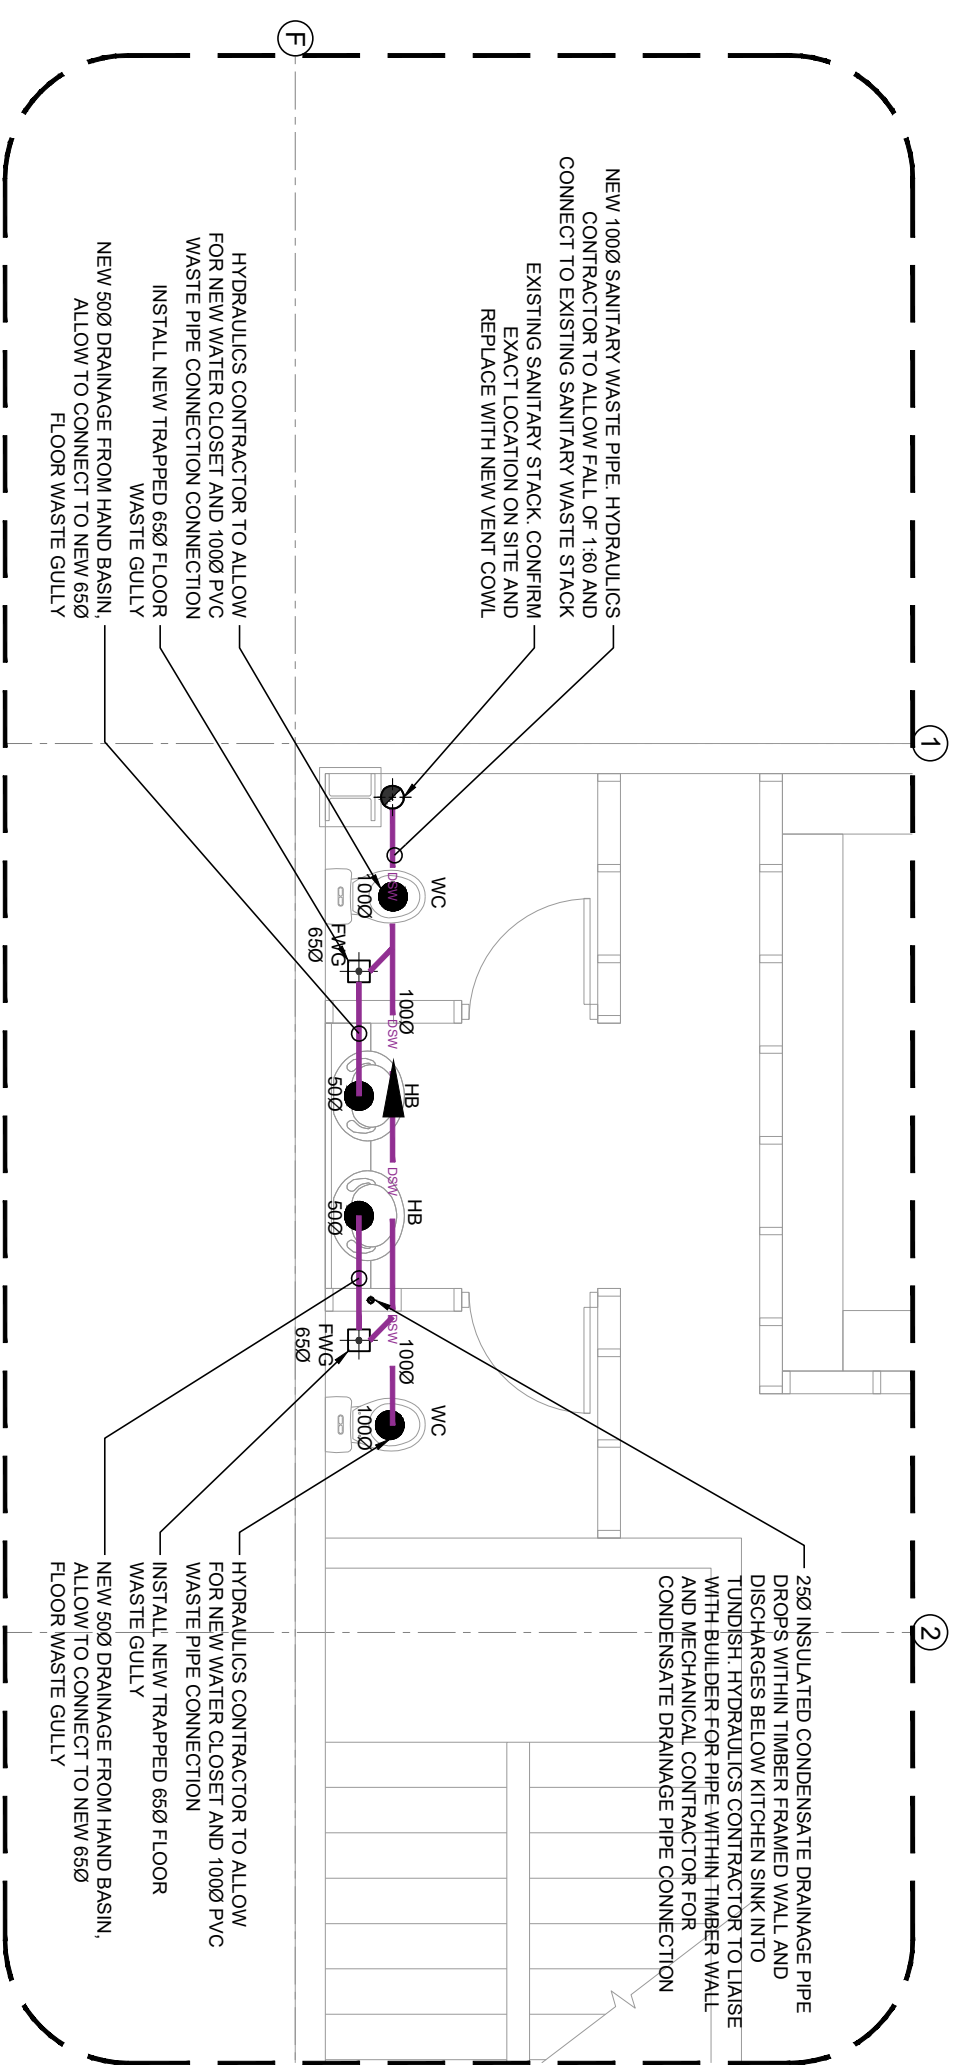 F
1
2
NEW 100Ø SANITARY WASTE PIPE. HYDRAULICS
CONTRACTOR TO ALLOW FALL OF 1:60 AND
CONNECT TO EXISTING SANITARY WASTE STACK
EXISTING SANITARY STACK. CONFIRM
EXACT LOCATION ON SITE AND
REPLACE WITH NEW VENT COWL
HYDRAULICS CONTRACTOR TO ALLOW
FOR NEW WATER CLOSET AND 100Ø PVC
WASTE PIPE CONNECTION CONNECTION
INSTALL NEW TRAPPED 65Ø FLOOR
WASTE GULLY
NEW 50Ø DRAINAGE FROM HAND BASIN,
ALLOW TO CONNECT TO NEW 65Ø
FLOOR WASTE GULLY
WC
DSW
100Ø
FWG
65Ø
100Ø
DSW
HB
50Ø
DSW
HB
50Ø
DSW
100Ø
FWG
65Ø
WC
100Ø
25Ø INSULATED CONDENSATE DRAINAGE PIPE
DROPS WITHIN TIMBER FRAMED WALL AND
DISCHARGES BELOW KITCHEN SINK INTO
TUNDISH. HYDRAULICS CONTRACTOR TO LIAISE
WITH BUILDER FOR PIPE WITHIN TIMBER WALL
AND MECHANICAL CONTRACTOR FOR
CONDENSATE DRAINAGE PIPE CONNECTION
HYDRAULICS CONTRACTOR TO ALLOW
FOR NEW WATER CLOSET AND 100Ø PVC
WASTE PIPE CONNECTION
INSTALL NEW TRAPPED 65Ø FLOOR
WASTE GULLY
NEW 50Ø DRAINAGE FROM HAND BASIN,
ALLOW TO CONNECT TO NEW 65Ø
FLOOR WASTE GULLY